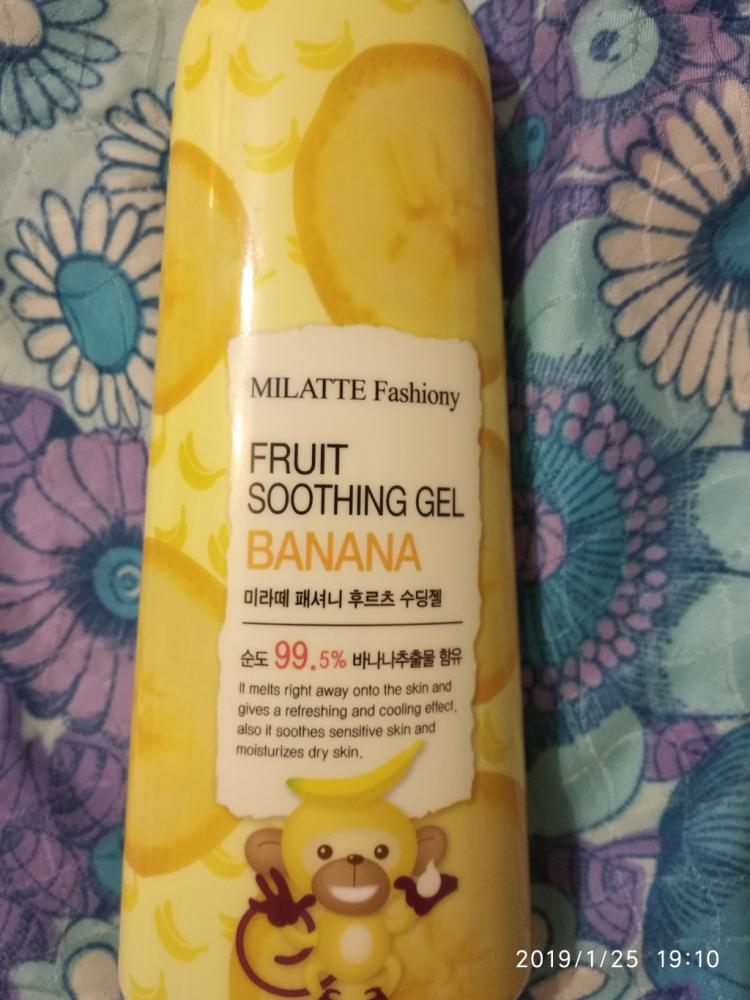 MILATTE Fashiony
FRUIT
SOOTHING GEL
BANANA
미라떼 패셔니 후르츠 수딩젤
순도 99.5% 바나나추출물 함유
It melts right away onto the skin and
gives a refreshing and cooling effect,
also it soothes sensitive skin and
moisturizes dry skin.
2019/1/25 19:10